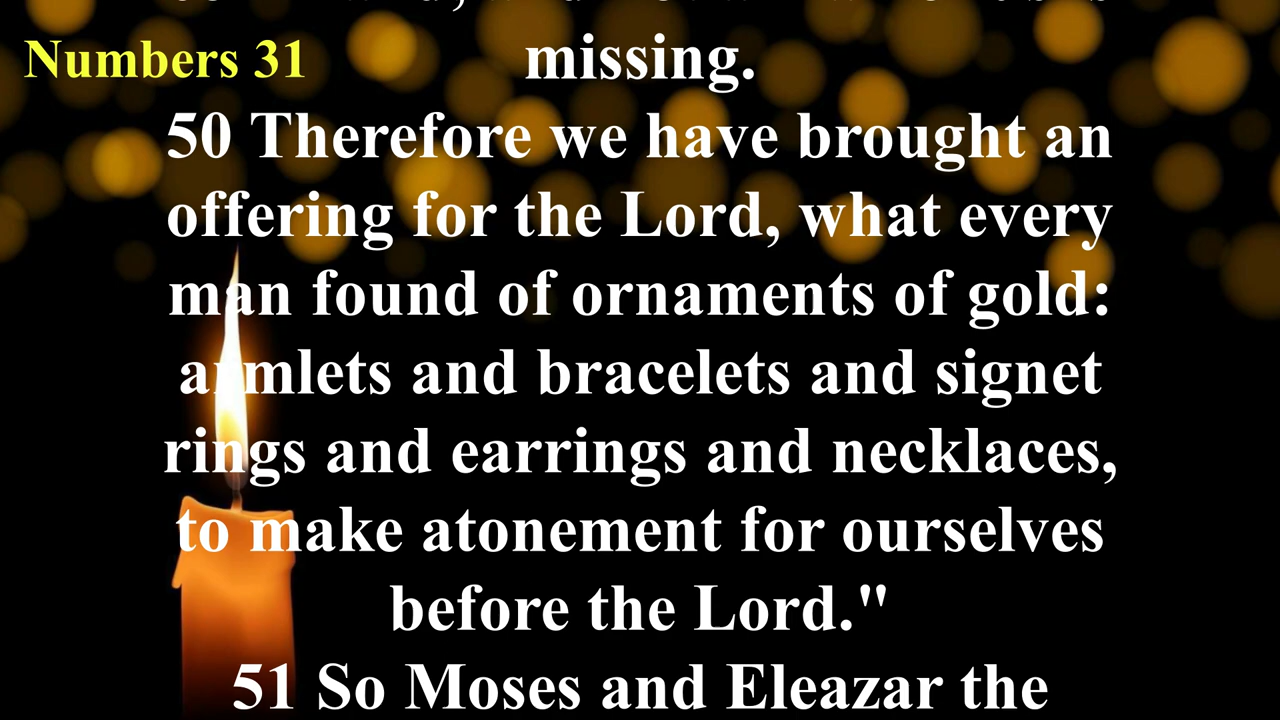 Numbers 31
missing.
50 Therefore we have brought an
offering for the Lord, what every
man found of ornaments of gold:
armlets and bracelets and signet
rings and earrings and necklaces,
to make atonement for ourselves
before the Lord."
51 So Moses and Eleazar the